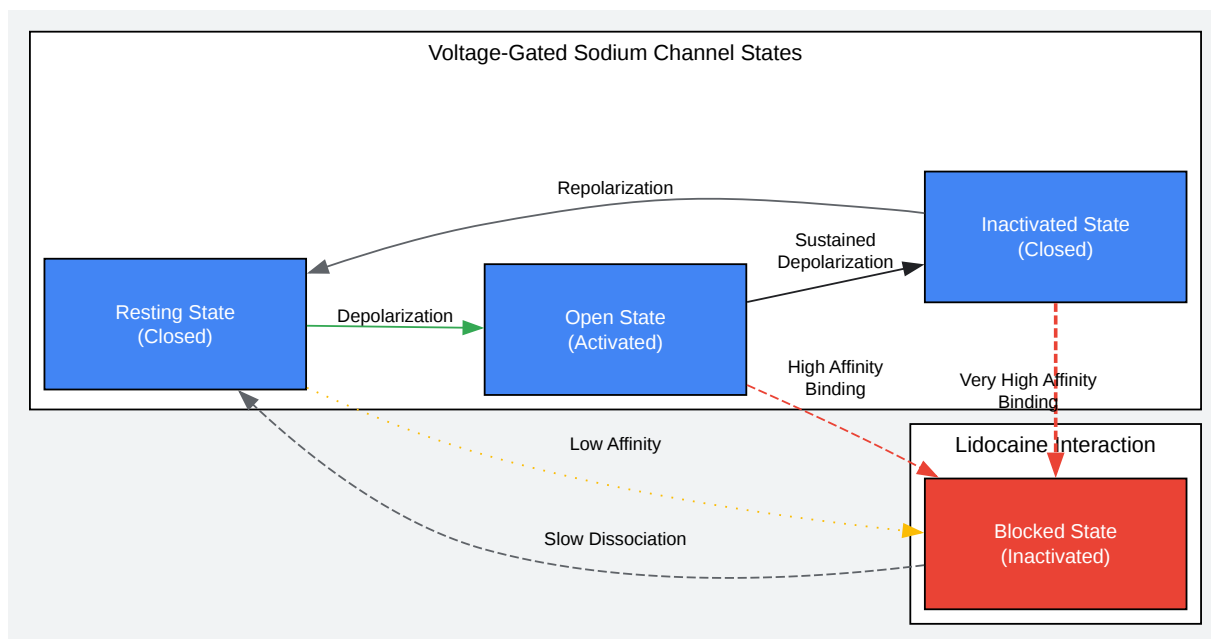 Voltage-Gated Sodium Channel States
Repolarization
Inactivated State
(Closed)
Sustained
Depolarization
Resting State
(Closed)
Depolarization
Open State
(Activated)
High Affinity
Binding
Very High Affinity
Binding
Low Affinity
Lidocaine Interaction
Slow Dissociation
Blocked State
(Inactivated)